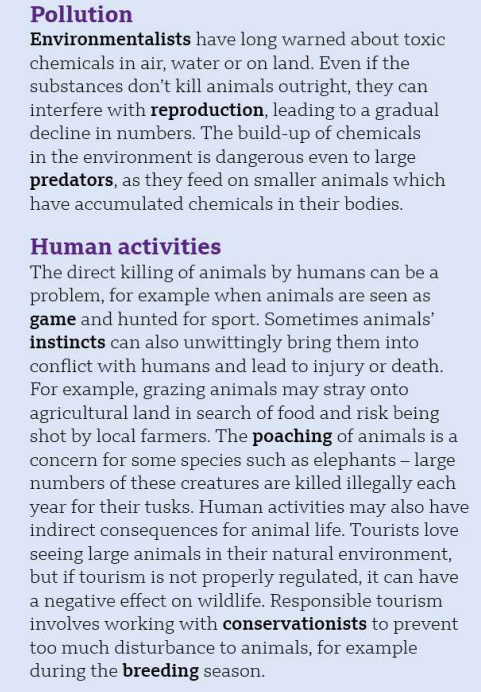 Pollution
Environmentalists have long warned about toxic
chemicals in air, water or on land. Even if the
substances don’t kill animals outright, they can
interfere with reproduction, leading to a gradual
decline in numbers. The build-up of chemicals
in the environment is dangerous even to large
predators, as they feed on smaller animals which
have accumulated chemicals in their bodies.
Human activities
The direct killing of animals by humans can be a
problem, for example when animals are seen as
game and hunted for sport. Sometimes animals’
instincts can also unwittingly bring them into
conflict with humans and lead to injury or death.
For example, grazing animals may stray onto
agricultural land in search of food and risk being
shot by local farmers. The poaching of animals is a
concern for some species such as elephants – large
numbers of these creatures are killed illegally each
year for their tusks. Human activities may also have
indirect consequences for animal life. Tourists love
seeing large animals in their natural environment,
but if tourism is not properly regulated, it can have
a negative effect on wildlife. Responsible tourism
involves working with conservationists to prevent
too much disturbance to animals, for example
during the breeding season.